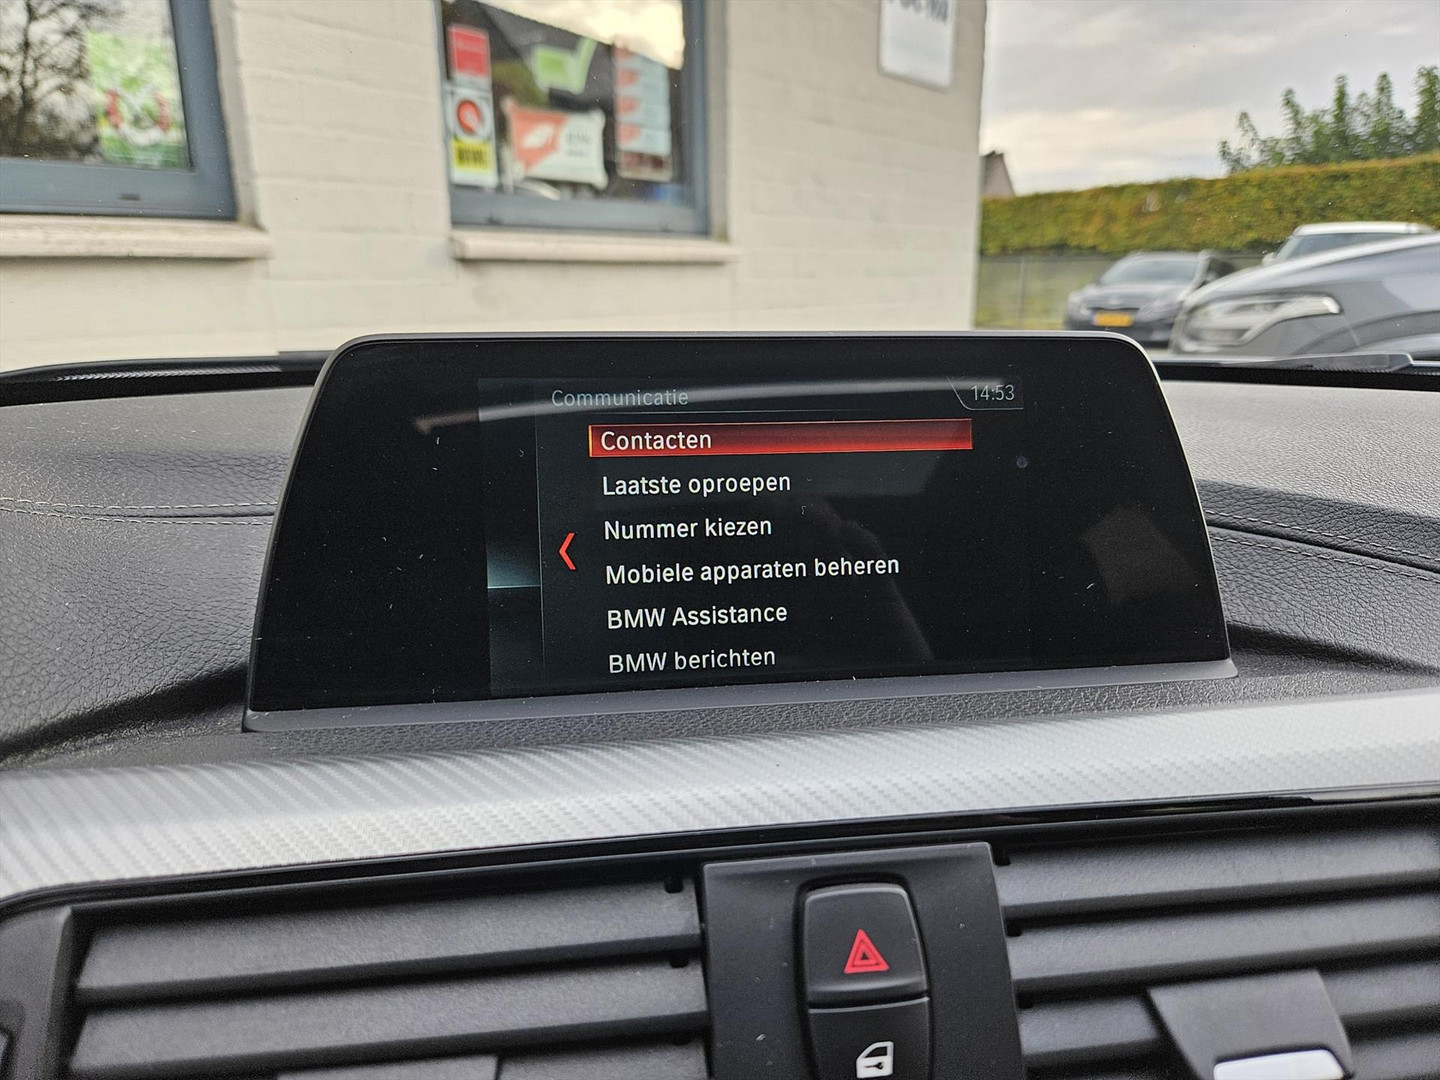 Communicatie
14:53
Contacten
Laatste oproepen
Nummer kiezen
Mobiele apparaten beheren
BMW Assistance
BMW berichten